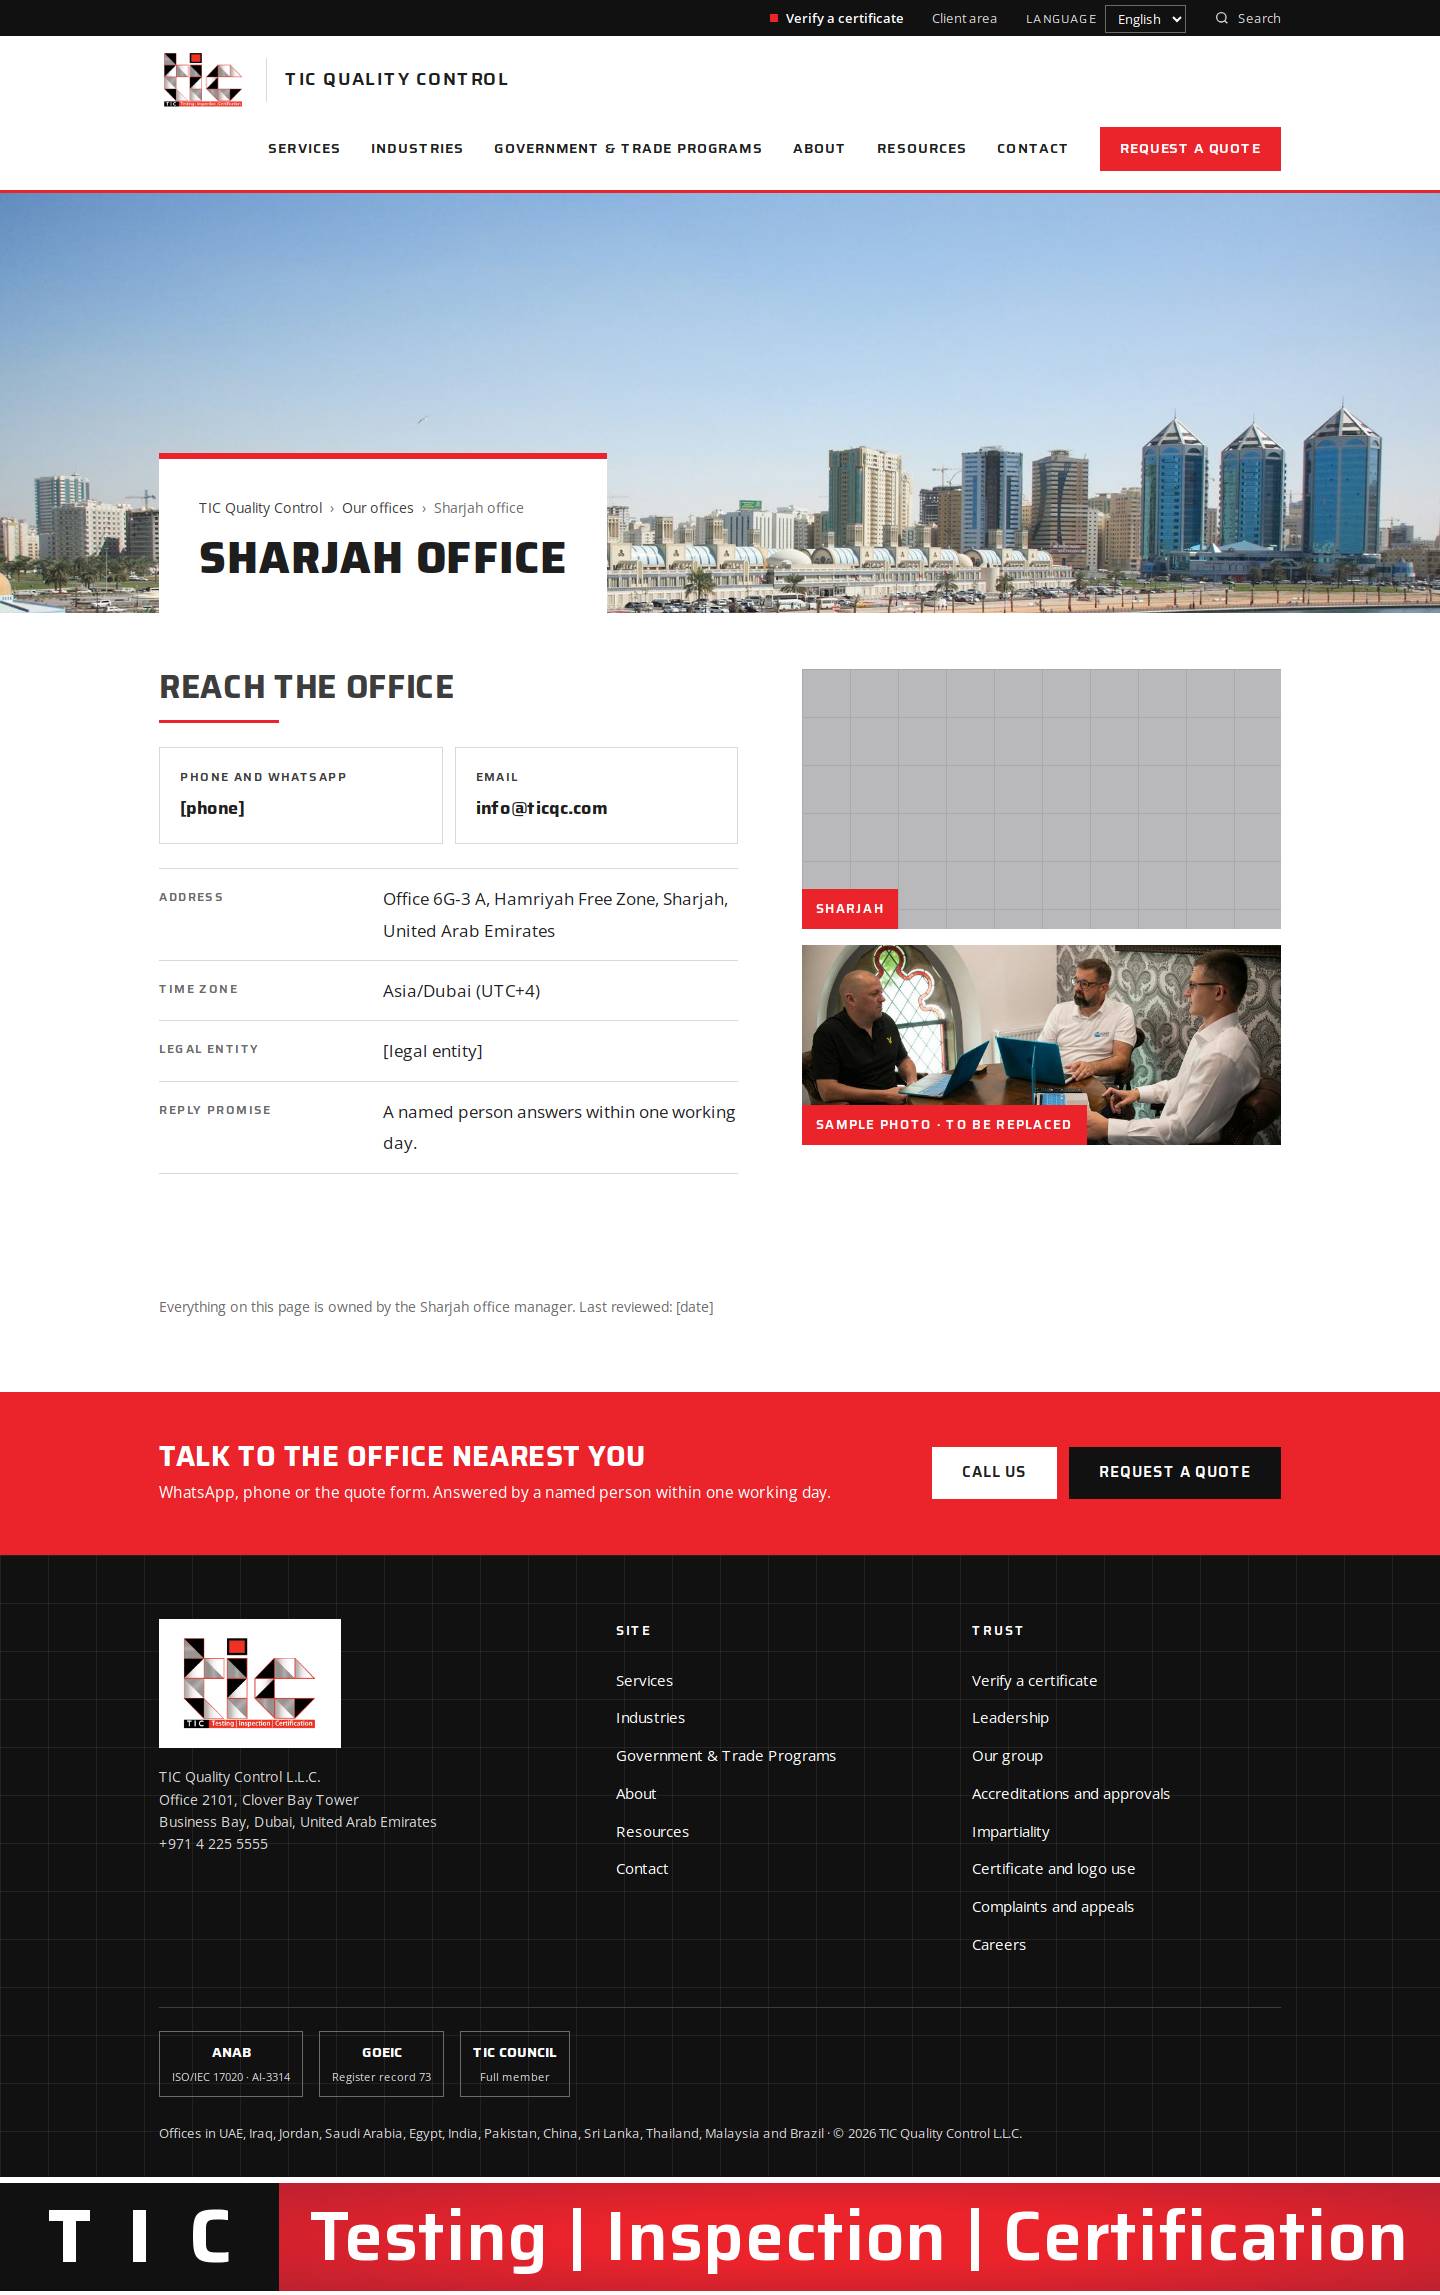 Verify a certificate
Client area
LANGUAGE
English
Search
TIC Testing | Inspection | Certification
TIC QUALITY CONTROL
SERVICES
INDUSTRIES
GOVERNMENT & TRADE PROGRAMS
ABOUT
RESOURCES
CONTACT
REQUEST A QUOTE
TIC Quality Control › Our offices › Sharjah office
SHARJAH OFFICE
REACH THE OFFICE
PHONE AND WHATSAPP
[phone]
EMAIL
info@ticqc.com
ADDRESS
Office 6G-3 A, Hamriyah Free Zone, Sharjah,
United Arab Emirates
TIME ZONE
Asia/Dubai (UTC+4)
LEGAL ENTITY
[legal entity]
REPLY PROMISE
A named person answers within one working
day.
SHARJAH
SAMPLE PHOTO · TO BE REPLACED
Everything on this page is owned by the Sharjah office manager. Last reviewed: [date]
TALK TO THE OFFICE NEAREST YOU
WhatsApp, phone or the quote form. Answered by a named person within one working day.
CALL US
REQUEST A QUOTE
tic
TIC Testing | Inspection | Certification
TIC Quality Control L.L.C.
Office 2101, Clover Bay Tower
Business Bay, Dubai, United Arab Emirates
+971 4 225 5555
SITE
Services
Industries
Government & Trade Programs
About
Resources
Contact
TRUST
Verify a certificate
Leadership
Our group
Accreditations and approvals
Impartiality
Certificate and logo use
Complaints and appeals
Careers
ANAB
ISO/IEC 17020 · AI-3314
GOEIC
Register record 73
TIC COUNCIL
Full member
Offices in UAE, Iraq, Jordan, Saudi Arabia, Egypt, India, Pakistan, China, Sri Lanka, Thailand, Malaysia and Brazil · © 2026 TIC Quality Control L.L.C.
TIC Testing | Inspection | Certification